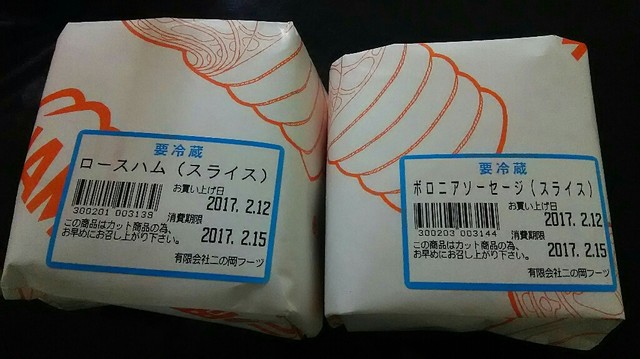 HAM
要冷蔵
ロースハム(スライス)
お買い上げ日
2017. 2.12
消費期限
2017. 2.15
この商品はカット商品の為、
お早めにお召し上がり下さい。
有限会社二の岡フーヅ
要冷蔵
ボロニアソーセージ(スライス)
お買い上げ日
2017. 2.12
300203 003144
消費期限
2017. 2.15
この商品はカット商品の為、
お早めにお召し上がり下さい。
有限会社二の岡フーヅ